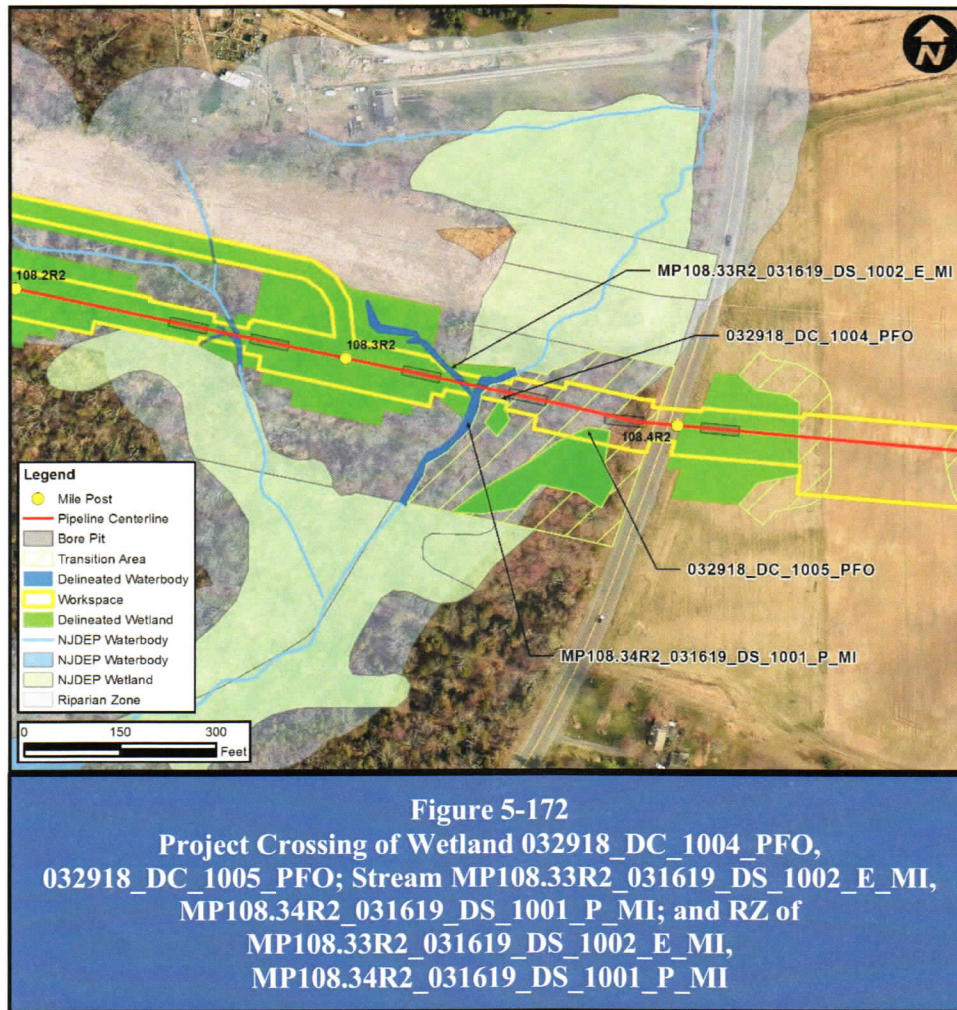 N
MP108.33R2_031619_DS_1002_E_MI
108.2R2
032918_DC_1004_PFO
108.3R2
108.4R2
Legend
Mile Post
Pipeline Centerline
Bore Pit
Transition Area
Delineated Waterbody
Workspace
Delineated Wetland
NJDEP Waterbody
NJDEP Waterbody
NJDEP Wetland
Riparian Zone
032918_DC_1005_PFO
MP108.34R2_031619_DS_1001_P_MI
0 150 300
Feet
Figure 5-172
Project Crossing of Wetland 032918_DC_1004_PFO,
032918_DC_1005_PFO; Stream MP108.33R2_031619_DS_1002_E_MI,
MP108.34R2_031619_DS_1001_P_MI; and RZ of
MP108.33R2_031619_DS_1002_E_MI,
MP108.34R2_031619_DS_1001_P_MI